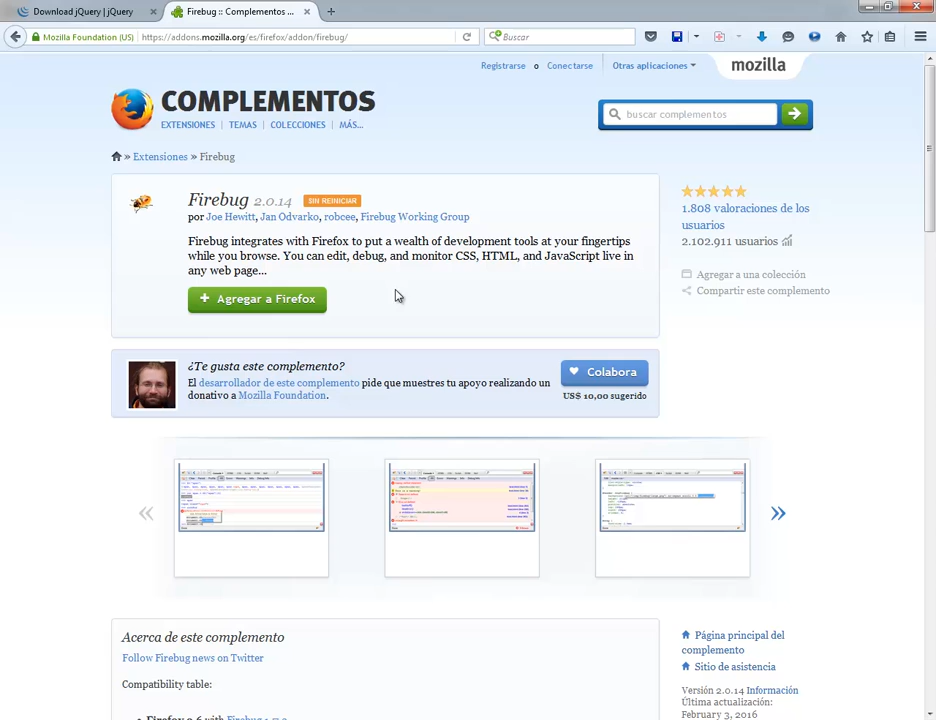 Download jQuery | jQuery
Firebug :: Complementos ...
Mozilla Foundation (US)
https://addons.mozilla.org/es/firefox/addon/firebug/
Buscar
Registrarse o Conectarse
Otras aplicaciones
mozilla
COMPLEMENTOS
EXTENSIONES | TEMAS | COLECCIONES | MÁS...
buscar complementos
» Extensiones » Firebug
Firebug 2.0.14 SIN REINICIAR
por Joe Hewitt, Jan Odvarko, robcee, Firebug Working Group
Firebug integrates with Firefox to put a wealth of development tools at your fingertips
while you browse. You can edit, debug, and monitor CSS, HTML, and JavaScript live in
any web page...
+ Agregar a Firefox
1.808 valoraciones de los
usuarios
2.102.911 usuarios
Agregar a una colección
Compartir este complemento
¿Te gusta este complemento?
El desarrollador de este complemento pide que muestres tu apoyo realizando un
donativo a Mozilla Foundation.
Colabora
US$ 10,00 sugerido
Acerca de este complemento
Follow Firebug news on Twitter
Compatibility table:
Página principal del
complemento
Sitio de asistencia
Versión 2.0.14 Información
Última actualización:
February 3, 2016